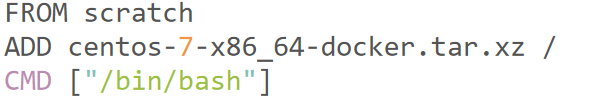 FROM scratch
ADD centos-7-x86_64-docker.tar.xz /
CMD ["/bin/bash"]